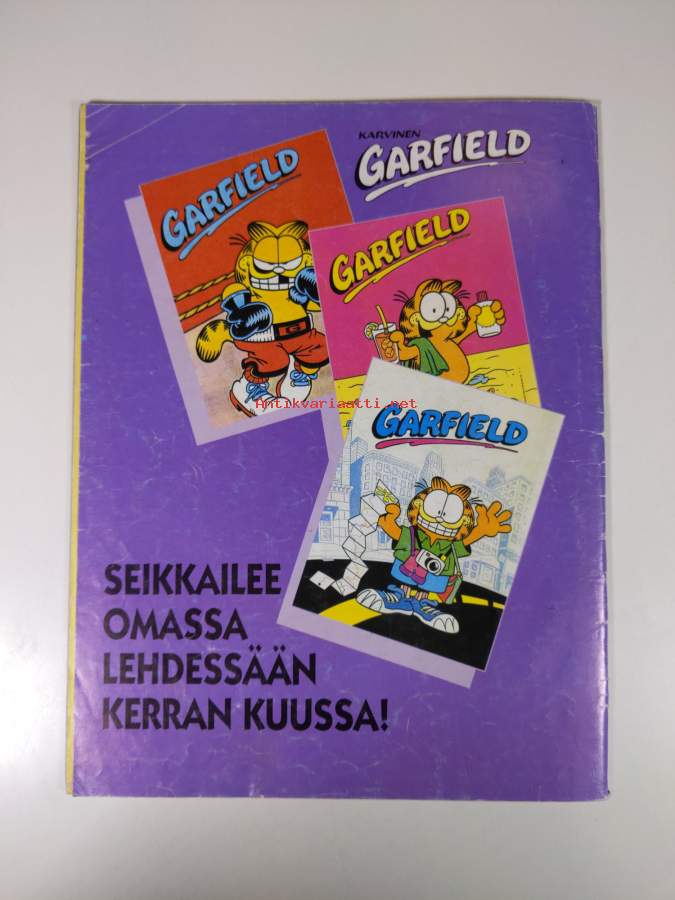 KARVINEN
GARFIELD
GARFIELD
GARFIELD
G
Antikvariaatti.net
GARFIELD
SEIKKAILEE
OMASSA
LEHDESSÄÄN
KERRAN KUUSSA!